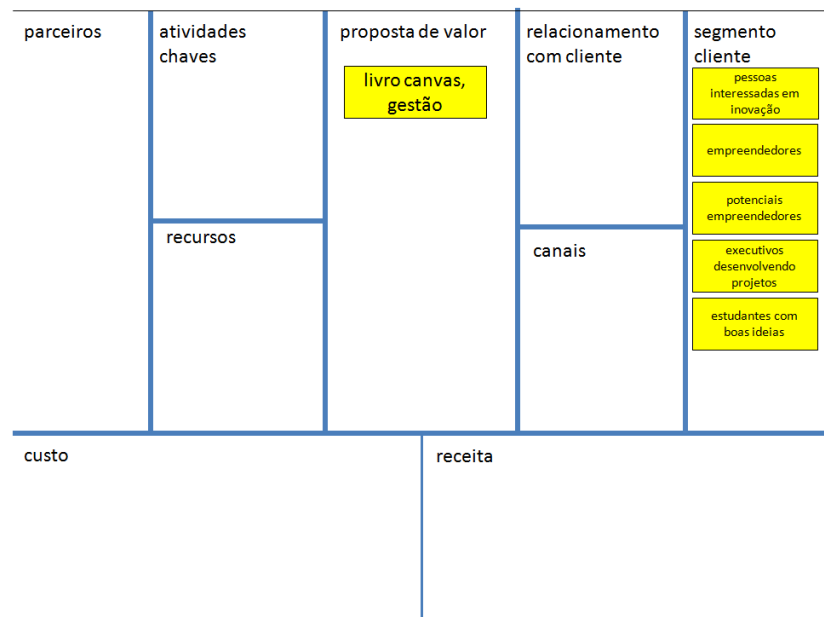 parceiros
atividades
chaves
recursos
proposta de valor
livro canvas,
gestão
relacionamento
com cliente
canais
segmento
cliente
pessoas
interessadas em
inovação
empreendedores
potenciais
empreendedores
executivos
desenvolvendo
projetos
estudantes com
boas ideias
custo
receita